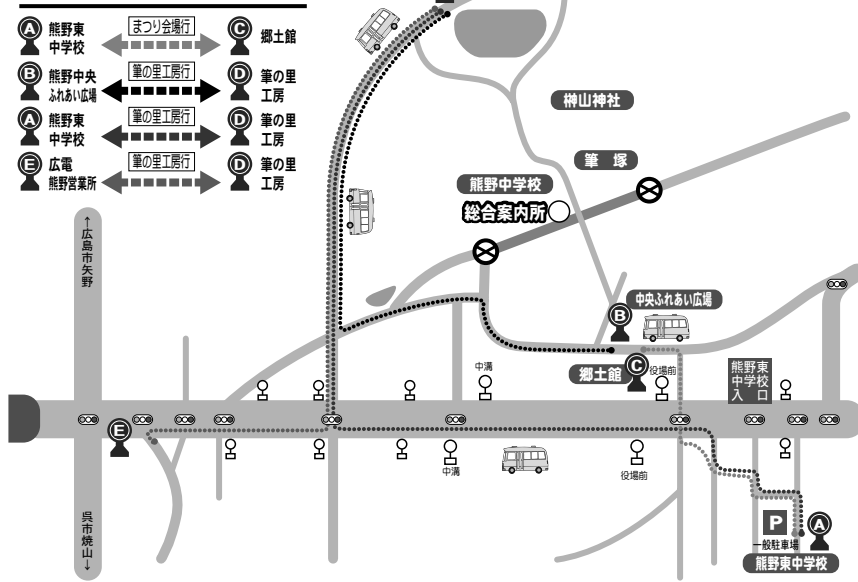 A 熊野東中学校
まつり会場行
C 郷土館
B 熊野中央ふれあい広場
筆の里工房行
D 筆の里工房
A 熊野東中学校
筆の里工房行
D 筆の里工房
E 広電熊野営業所
筆の里工房行
D 筆の里工房
榊山神社
筆 塚
熊野中学校
総合案内所
←広島市矢野
中央ふれあい広場
B
中溝
郷土館
C
役場前
熊野東中学校入口
E
中溝
役場前
呉市焼山→
P
A
一般駐車場
熊野東中学校